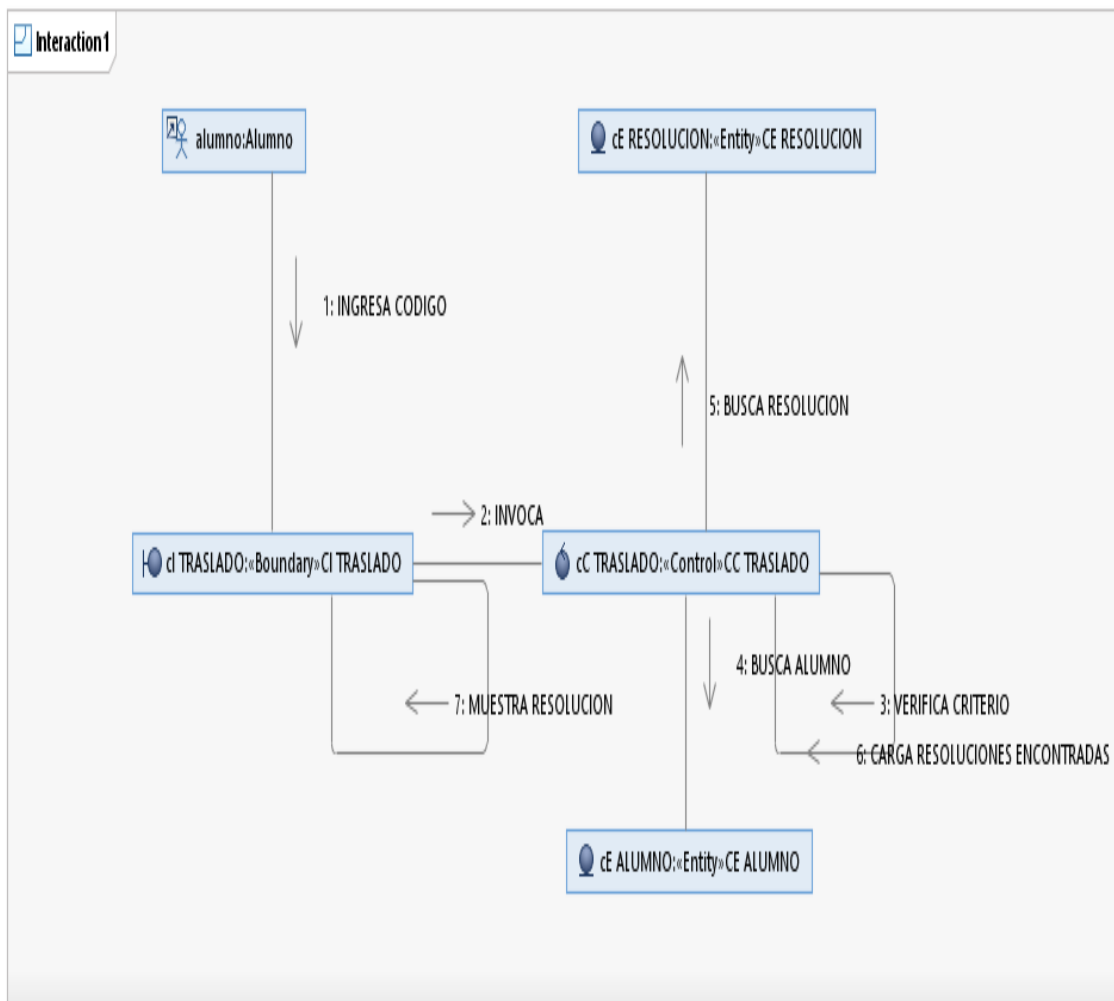 Interaction1
alumno:Alumno
cE RESOLUCION:«Entity»CE RESOLUCION
1: INGRESA CODIGO
5: BUSCA RESOLUCION
2: INVOCA
cI TRASLADO:«Boundary»CI TRASLADO
cC TRASLADO:«Control»CC TRASLADO
4: BUSCA ALUMNO
7: MUESTRA RESOLUCION
3: VERIFICA CRITERIO
6: CARGA RESOLUCIONES ENCONTRADAS
cE ALUMNO:«Entity»CE ALUMNO